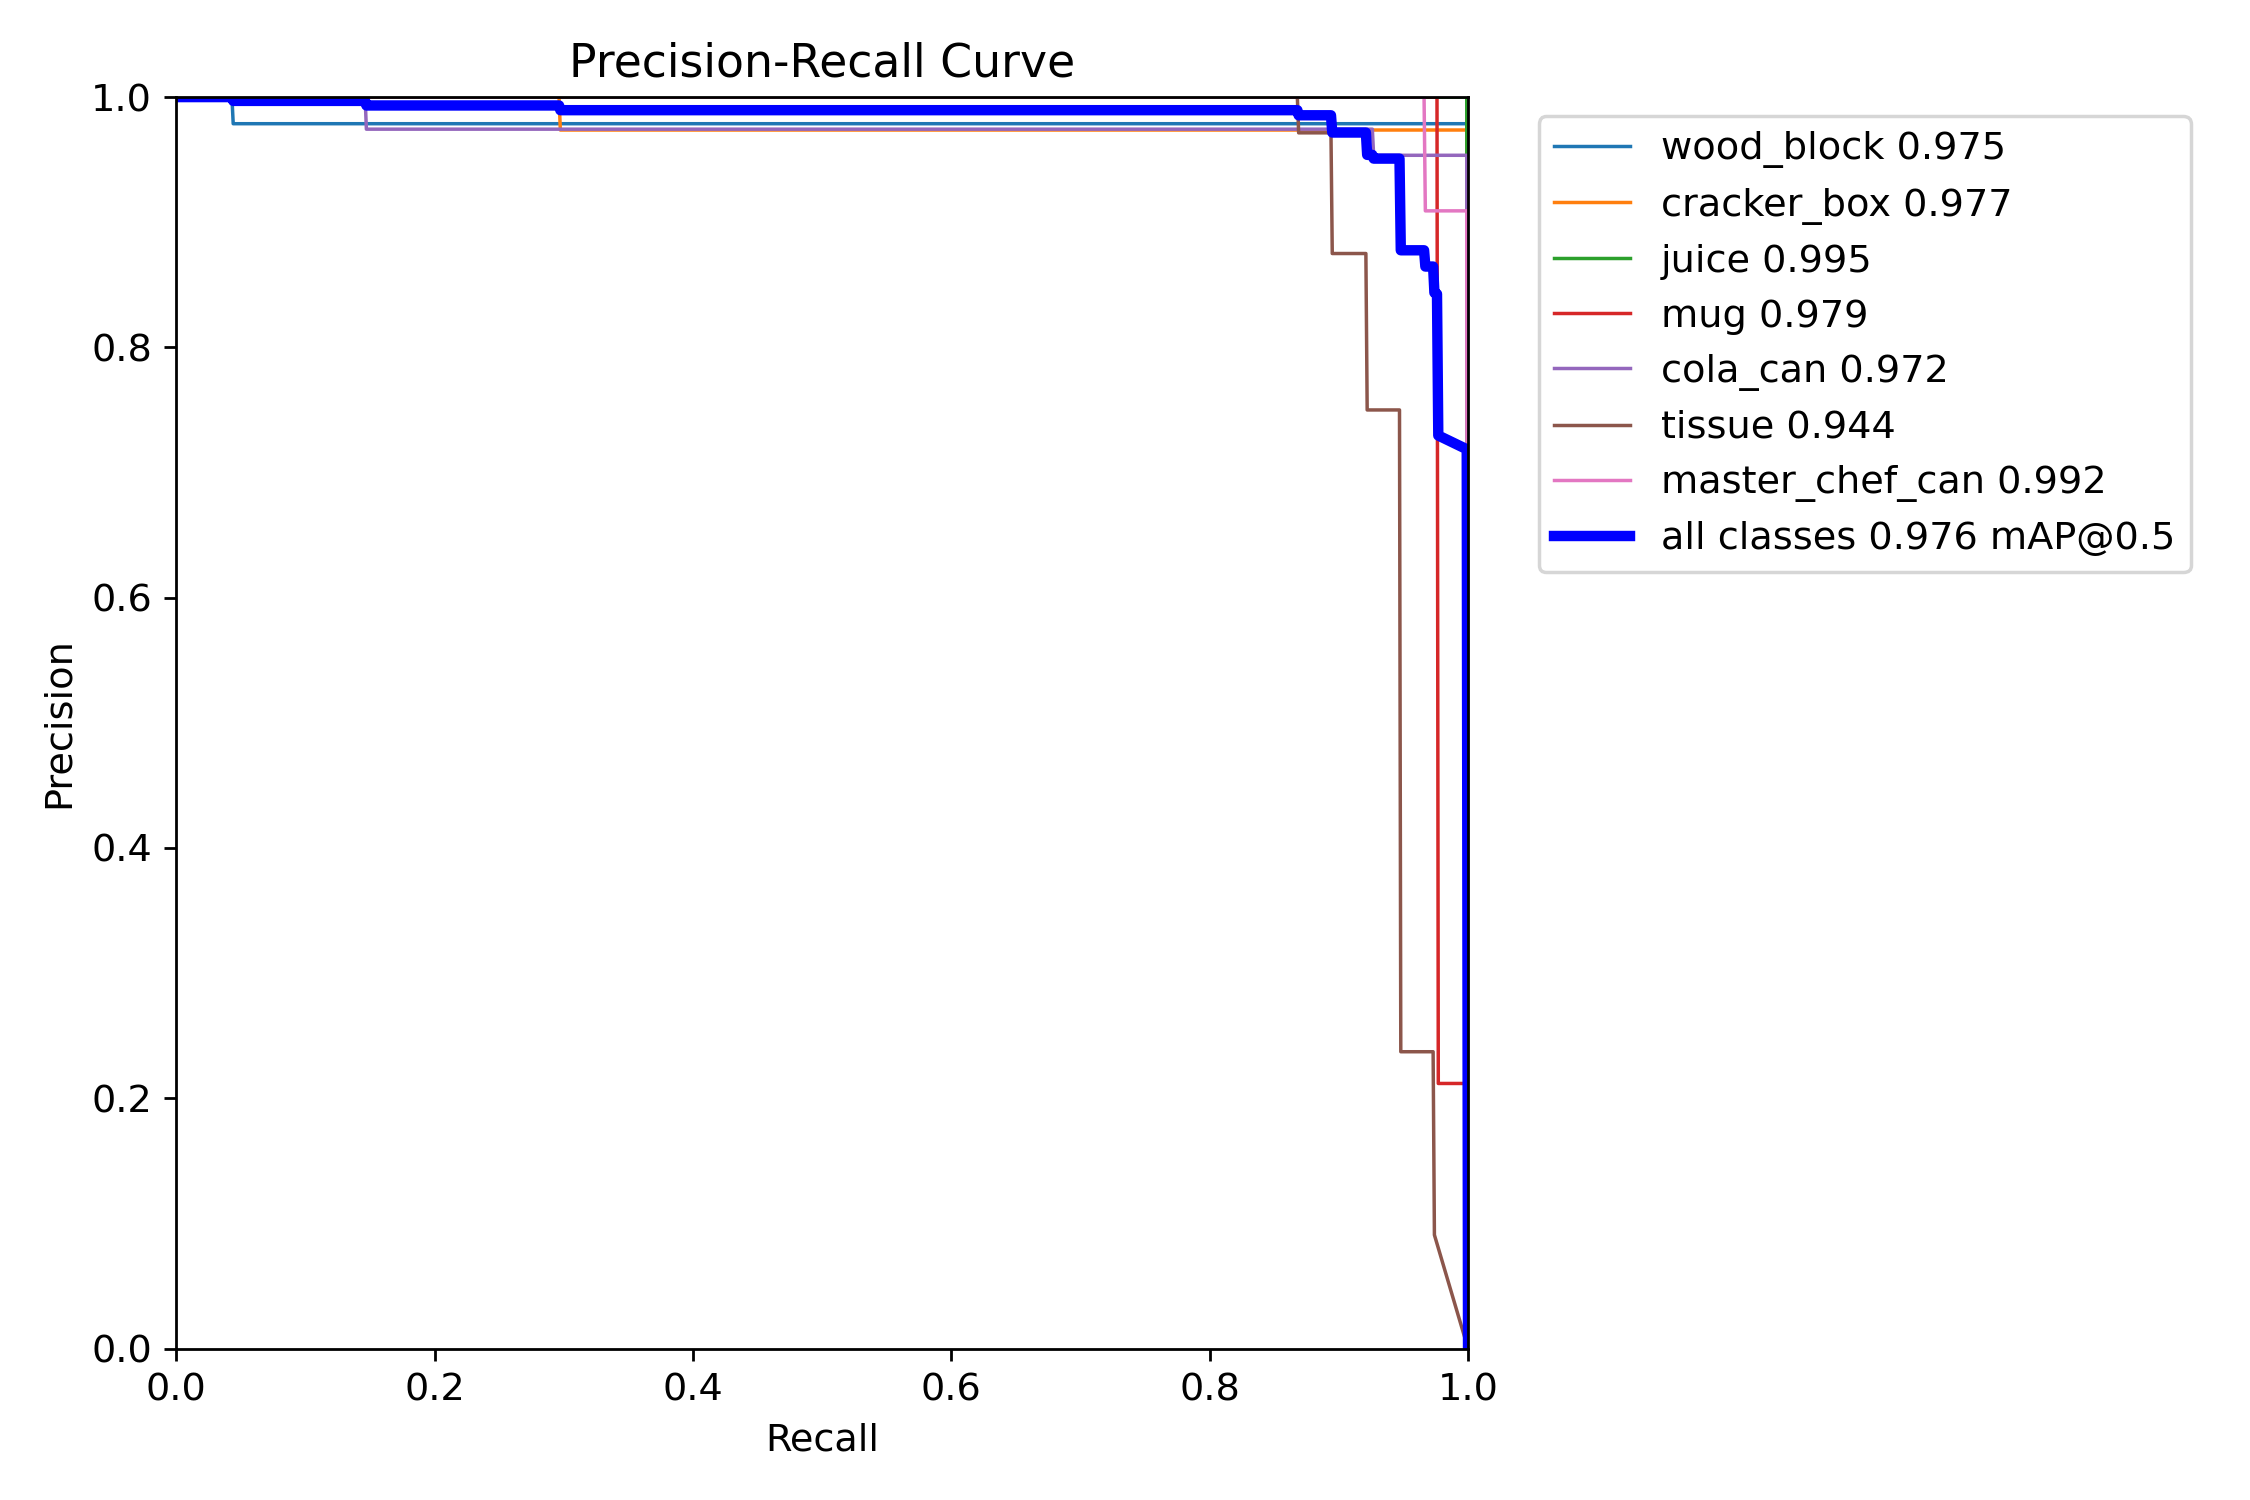 Precision-Recall Curve
1.0
0.8
0.6
0.4
0.2
0.0
Precision
0.0 0.2 0.4 0.6 0.8 1.0
Recall
wood_block 0.975
cracker_box 0.977
juice 0.995
mug 0.979
cola_can 0.972
tissue 0.944
master_chef_can 0.992
all classes 0.976 mAP@0.5